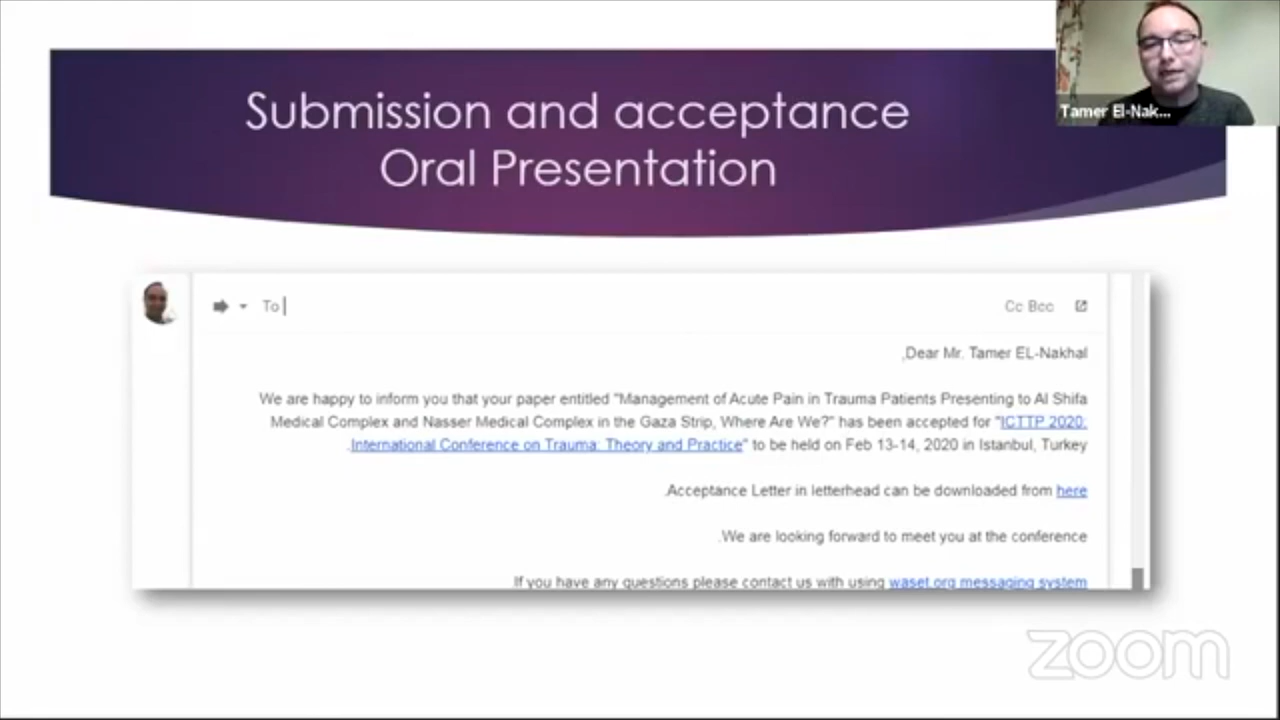 Submission and acceptance
Oral Presentation
Tamer El-Nak...
To
Cc Bcc
,Dear Mr. Tamer EL-Nakhal
We are happy to inform you that your paper entitled "Management of Acute Pain in Trauma Patients Presenting to Al Shifa
Medical Complex and Nasser Medical Complex in the Gaza Strip, Where Are We?" has been accepted for "ICTTP 2020:
.International Conference on Trauma: Theory and Practice" to be held on Feb 13-14, 2020 in Istanbul, Turkey
.Acceptance Letter in letterhead can be downloaded from here
.We are looking forward to meet you at the conference
If you have any questions please contact us with using waset.org messaging system
zoom